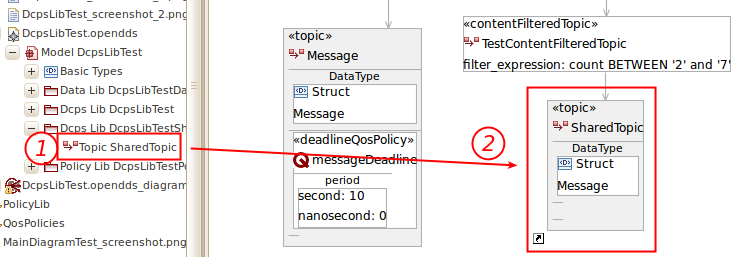 DcpsLibTest_screenshot_2.png
DcpsLibTest.opendds
Model DcpsLibTest
Basic Types
Data Lib DcpsLibTestDa
Dcps Lib DcpsLibTest
Dcps Lib DcpsLibTestSh
Topic SharedTopic
Policy Lib DcpsLibTestPo
DcpsLibTest.opendds_diagram
PolicyLib
QosPolicies
MainDiagramTest_screenshot.png
1
«topic»
Message
DataType
Struct
Message
«deadlineQosPolicy»
messageDeadline
period
second: 10
nanosecond: 0
2
«contentFilteredTopic»
TestContentFilteredTopic
filter_expression: count BETWEEN '2' and '7'
«topic»
SharedTopic
DataType
Struct
Message